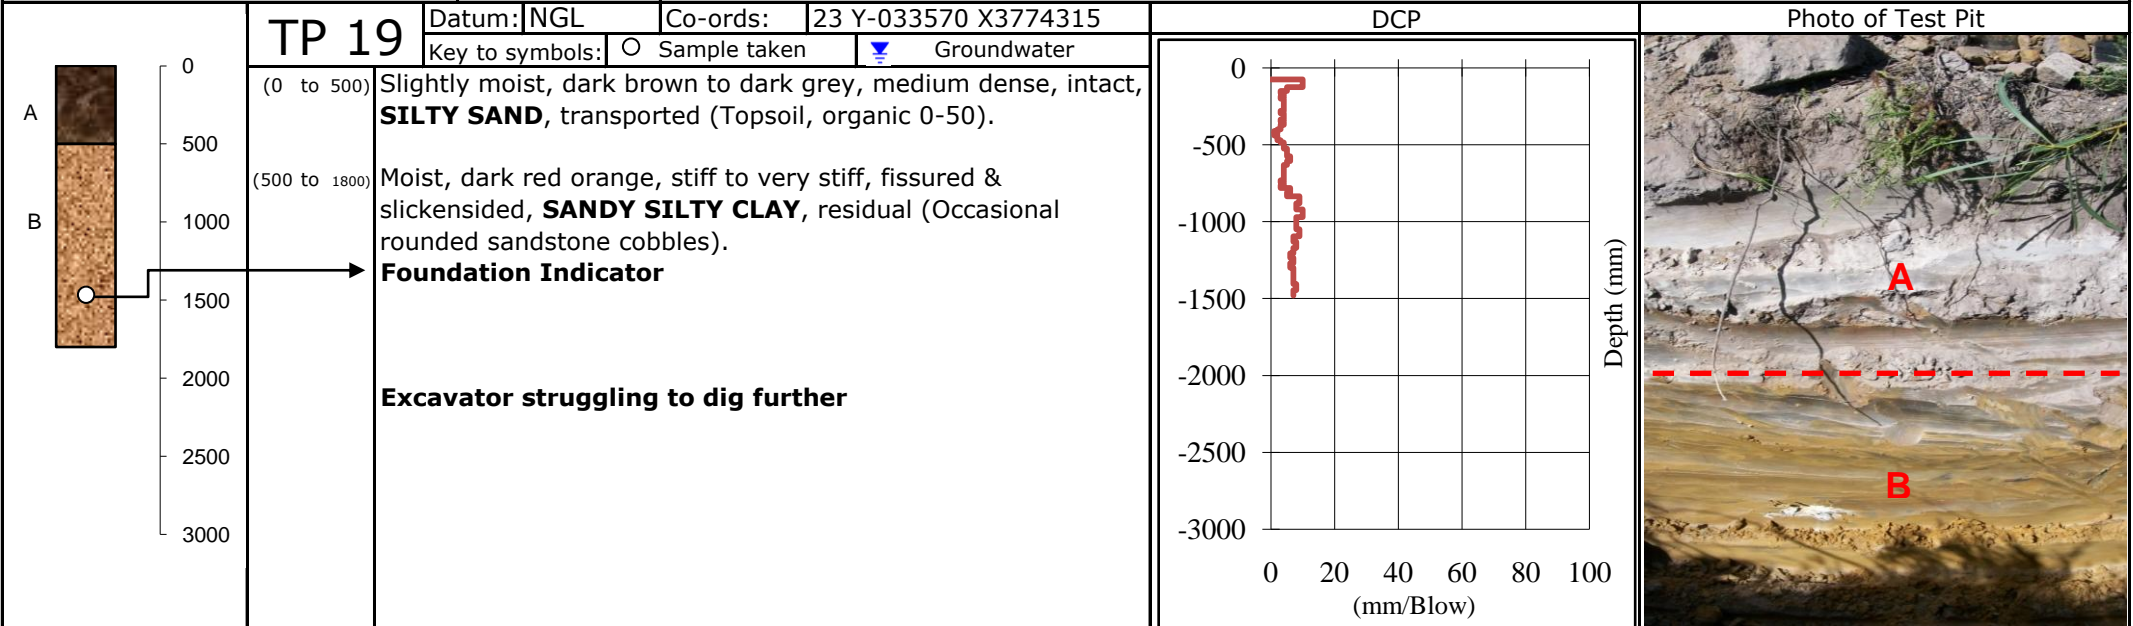 TP 19
Datum: NGL Co-ords: 23 Y-033570 X3774315
Key to symbols: Sample taken Groundwater
DCP
Photo of Test Pit
A
B
0
500
1000
1500
2000
2500
3000
(0 to 500) Slightly moist, dark brown to dark grey, medium dense, intact,
SILTY SAND, transported (Topsoil, organic 0-50).
(500 to 1800) Moist, dark red orange, stiff to very stiff, fissured &
slickensided, SANDY SILTY CLAY, residual (Occasional
rounded sandstone cobbles).
Foundation Indicator
Excavator struggling to dig further
0
-500
-1000
-1500
-2000
-2500
-3000
0 20 40 60 80 100
(mm/Blow)
Depth (mm)
A
B